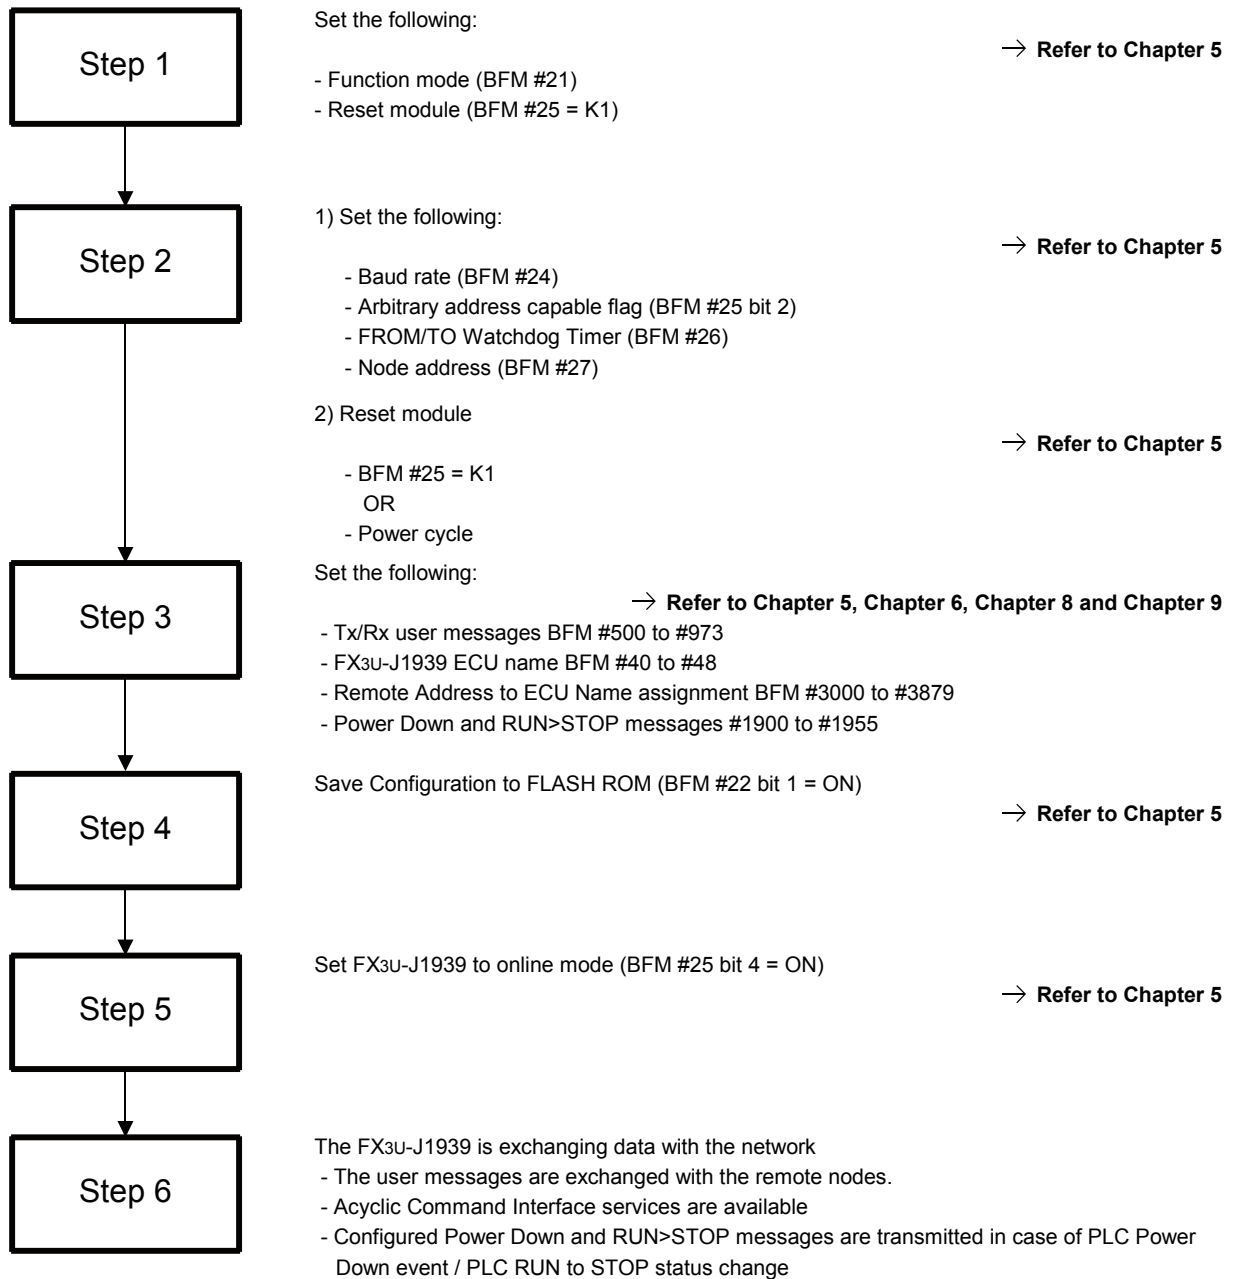 Step 1
Set the following:
→ Refer to Chapter 5
- Function mode (BFM #21)
- Reset module (BFM #25 = K1)
Step 2
1) Set the following:
→ Refer to Chapter 5
- Baud rate (BFM #24)
- Arbitrary address capable flag (BFM #25 bit 2)
- FROM/TO Watchdog Timer (BFM #26)
- Node address (BFM #27)
2) Reset module
→ Refer to Chapter 5
- BFM #25 = K1
OR
- Power cycle
Step 3
Set the following:
→ Refer to Chapter 5, Chapter 6, Chapter 8 and Chapter 9
- Tx/Rx user messages BFM #500 to #973
- FX3U-J1939 ECU name BFM #40 to #48
- Remote Address to ECU Name assignment BFM #3000 to #3879
- Power Down and RUN>STOP messages #1900 to #1955
Step 4
Save Configuration to FLASH ROM (BFM #22 bit 1 = ON)
→ Refer to Chapter 5
Step 5
Set FX3U-J1939 to online mode (BFM #25 bit 4 = ON)
→ Refer to Chapter 5
Step 6
The FX3U-J1939 is exchanging data with the network
- The user messages are exchanged with the remote nodes.
- Acyclic Command Interface services are available
- Configured Power Down and RUN>STOP messages are transmitted in case of PLC Power
Down event / PLC RUN to STOP status change